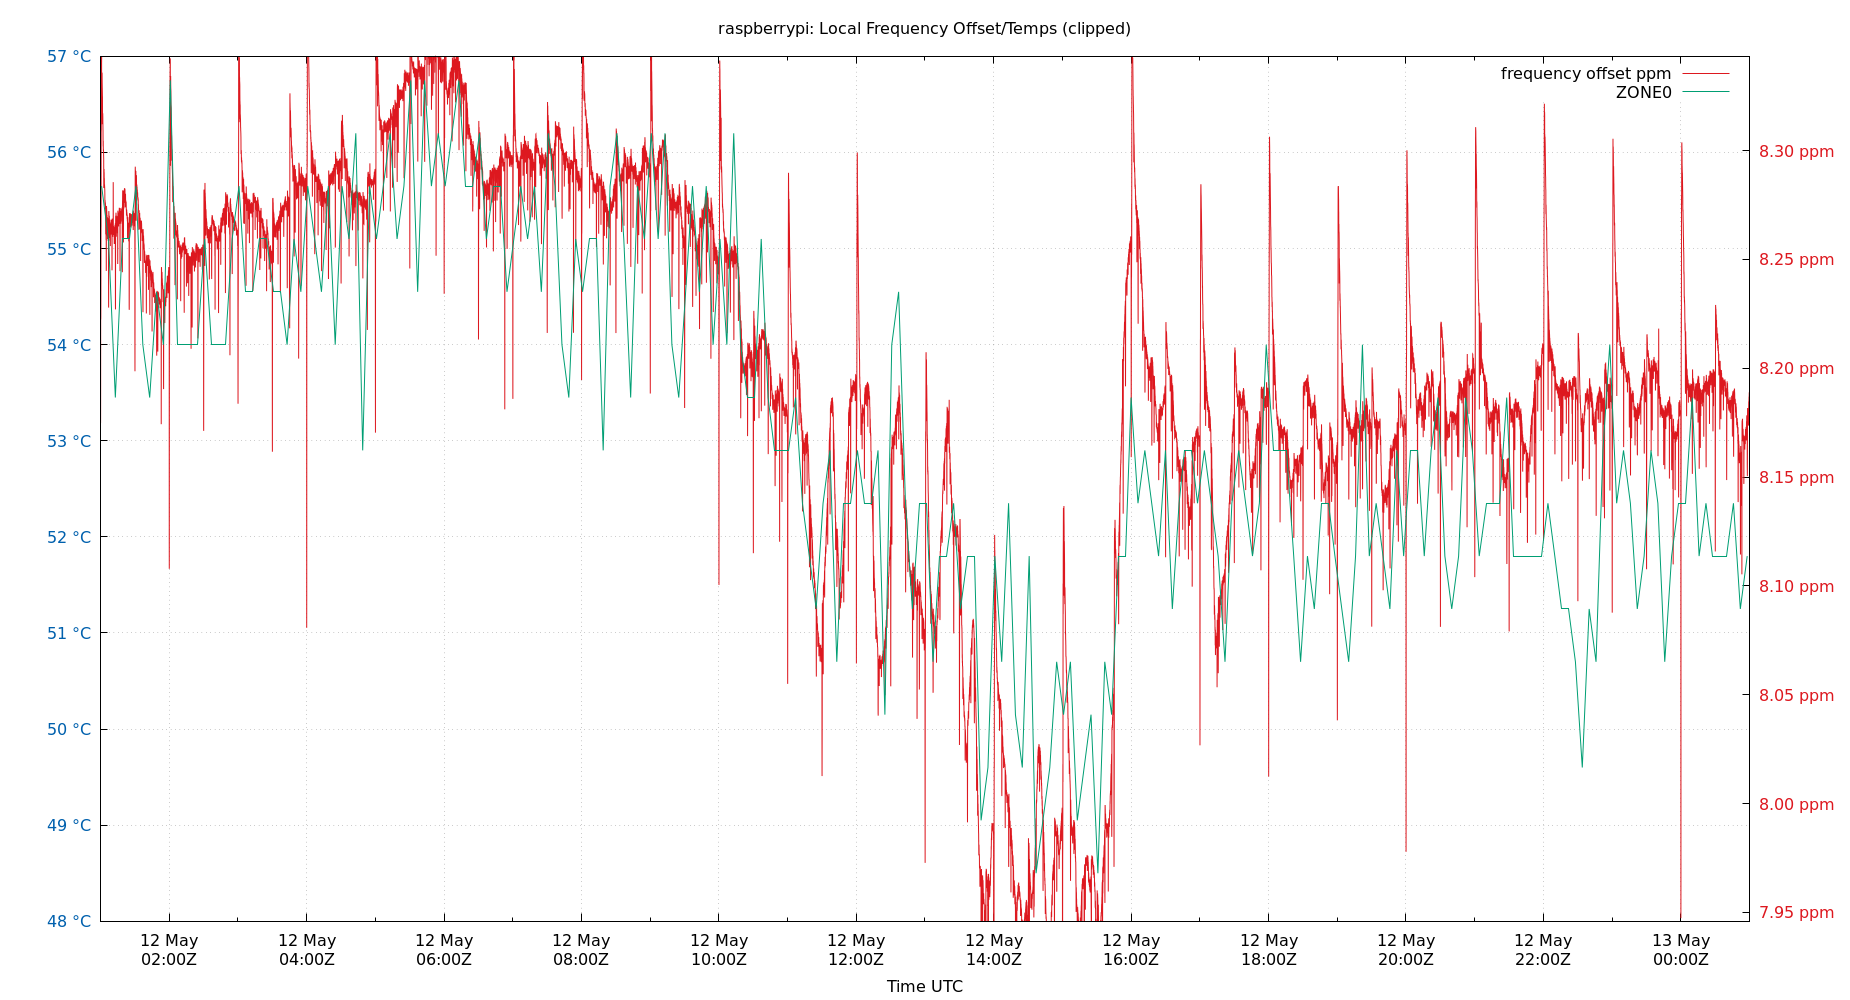 raspberrypi: Local Frequency Offset/Temps (clipped)
57 °C
56 °C
55 °C
54 °C
53 °C
52 °C
51 °C
50 °C
49 °C
48 °C
frequency offset ppm
ZONE0
8.30 ppm
8.25 ppm
8.20 ppm
8.15 ppm
8.10 ppm
8.05 ppm
8.00 ppm
7.95 ppm
12 May 12 May 12 May 12 May 12 May 12 May 12 May 12 May 12 May 12 May 12 May 13 May
02:00Z 04:00Z 06:00Z 08:00Z 10:00Z 12:00Z 14:00Z 16:00Z 18:00Z 20:00Z 22:00Z 00:00Z
Time UTC